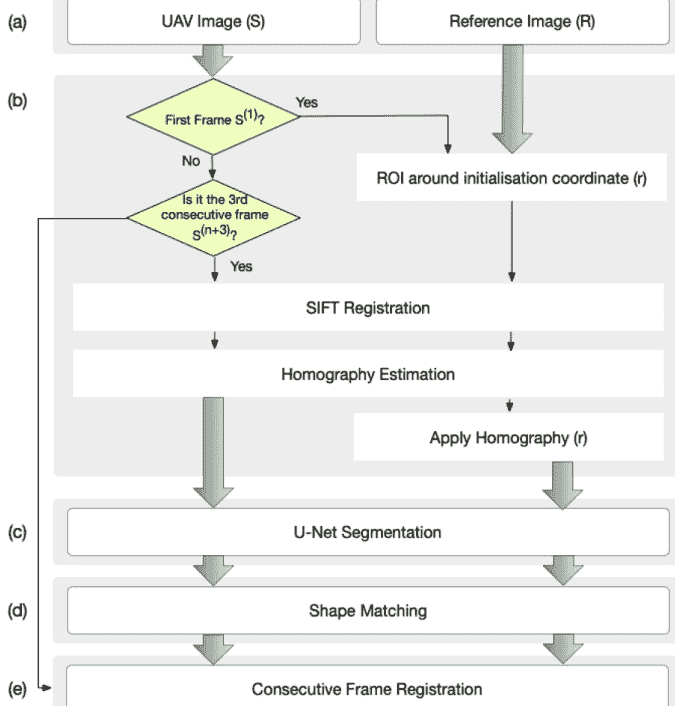 (a)
UAV Image (S)
Reference Image (R)
(b)
First Frame S(1)?
Yes
No
ROI around initialisation coordinate (r)
Is it the 3rd
consecutive frame
S(n+3)?
Yes
SIFT Registration
Homography Estimation
Apply Homography (r)
(c)
U-Net Segmentation
(d)
Shape Matching
(e)
Consecutive Frame Registration